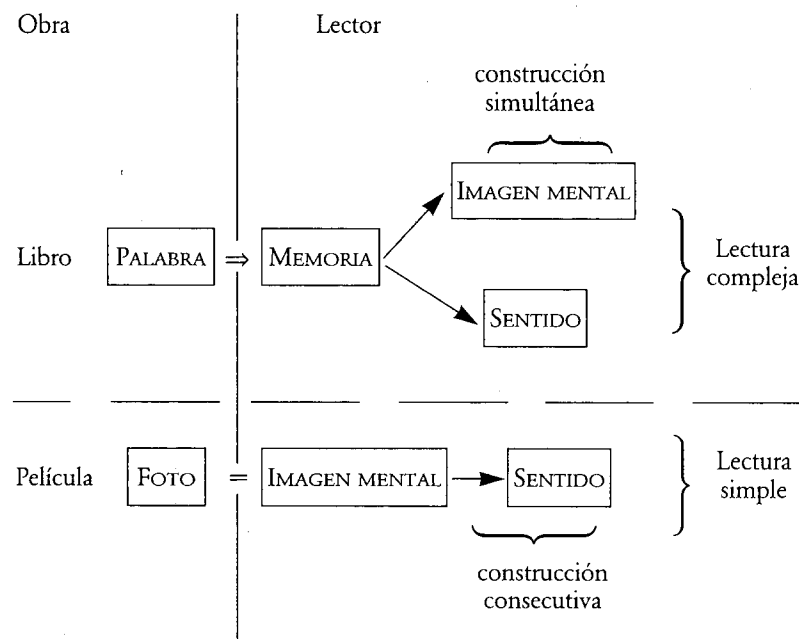 Obra Lector
construcción
simultánea
IMAGEN MENTAL
Libro PALABRA ⇒ MEMORIA
Lectura
compleja
SENTIDO
Película FOTO = IMAGEN MENTAL SENTIDO
Lectura
simple
construcción
consecutiva